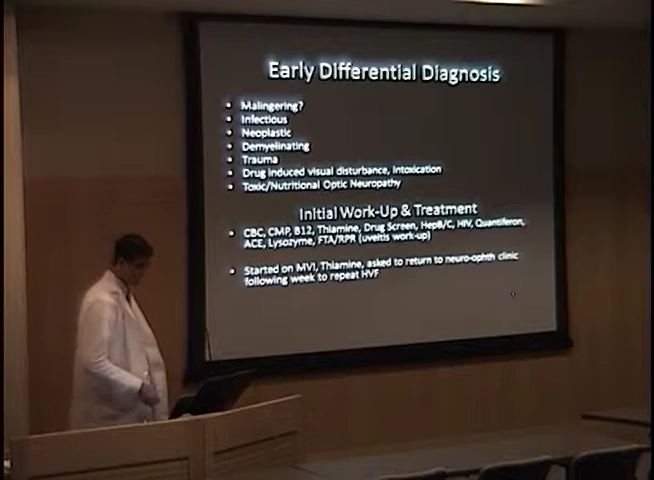 Early Differential Diagnosis
• Malingering?
• Infectious
• Neoplastic
• Demyelinating
• Trauma
• Drug induced visual disturbance, Intoxication
• Toxic/Nutritional Optic Neuropathy
Initial Work-Up & Treatment
• CBC, CMP, B12, Thiamine, Drug Screen, HepB/C, HIV, Quantiferon,
ACE, Lysozyme, FTA/RPR (uveitis work-up)
• Started on MVI, Thiamine, asked to return to neuro-ophth clinic
following week to repeat HVF